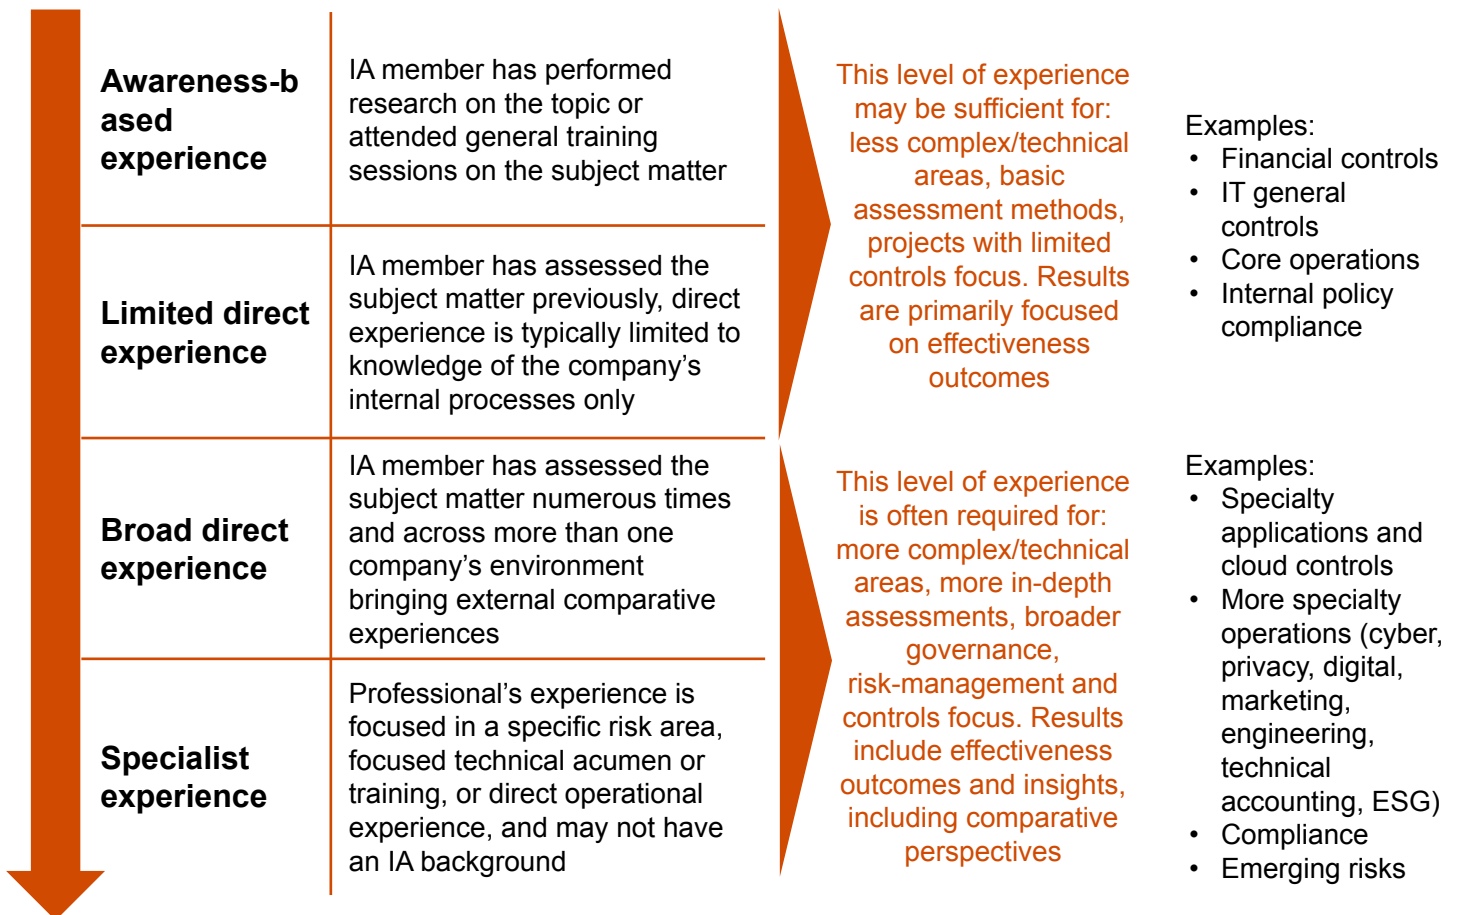 Awareness-b
ased
experience
IA member has performed
research on the topic or
attended general training
sessions on the subject matter
Limited direct
experience
IA member has assessed the
subject matter previously, direct
experience is typically limited to
knowledge of the company’s
internal processes only
This level of experience
may be sufficient for:
less complex/technical
areas, basic
assessment methods,
projects with limited
controls focus. Results
are primarily focused
on effectiveness
outcomes
Examples:
• Financial controls
• IT general
controls
• Core operations
• Internal policy
compliance
Broad direct
experience
IA member has assessed the
subject matter numerous times
and across more than one
company’s environment
bringing external comparative
experiences
Specialist
experience
Professional’s experience is
focused in a specific risk area,
focused technical acumen or
training, or direct operational
experience, and may not have
an IA background
This level of experience
is often required for:
more complex/technical
areas, more in-depth
assessments, broader
governance,
risk-management and
controls focus. Results
include effectiveness
outcomes and insights,
including comparative
perspectives
Examples:
• Specialty
applications and
cloud controls
• More specialty
operations (cyber,
privacy, digital,
marketing,
engineering,
technical
accounting, ESG)
• Compliance
• Emerging risks